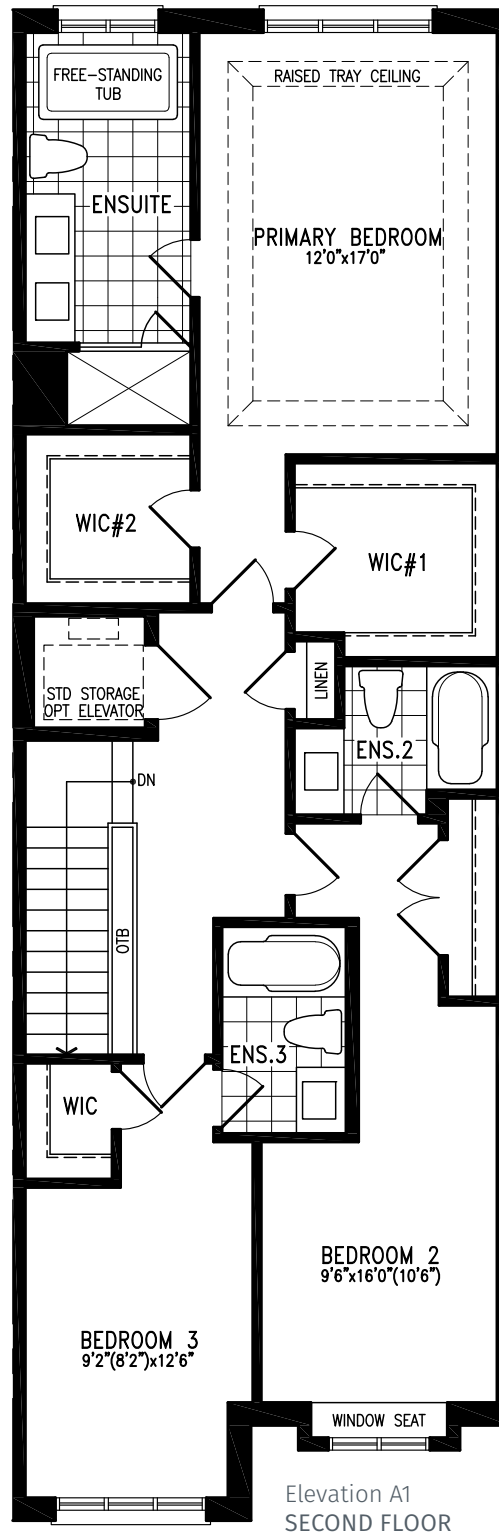 FREE-STANDING
TUB
RAISED TRAY CEILING
ENSUITE
PRIMARY BEDROOM
12'0"x17'0"
WIC#2
WIC#1
LINEN
STD STORAGE
OPT ELEVATOR
ENS.2
DN
OTB
ENS.3
WIC
BEDROOM 2
9'6"x16'0"(10'6")
BEDROOM 3
9'2"(8'2")x12'6"
WINDOW SEAT
Elevation A1
SECOND FLOOR